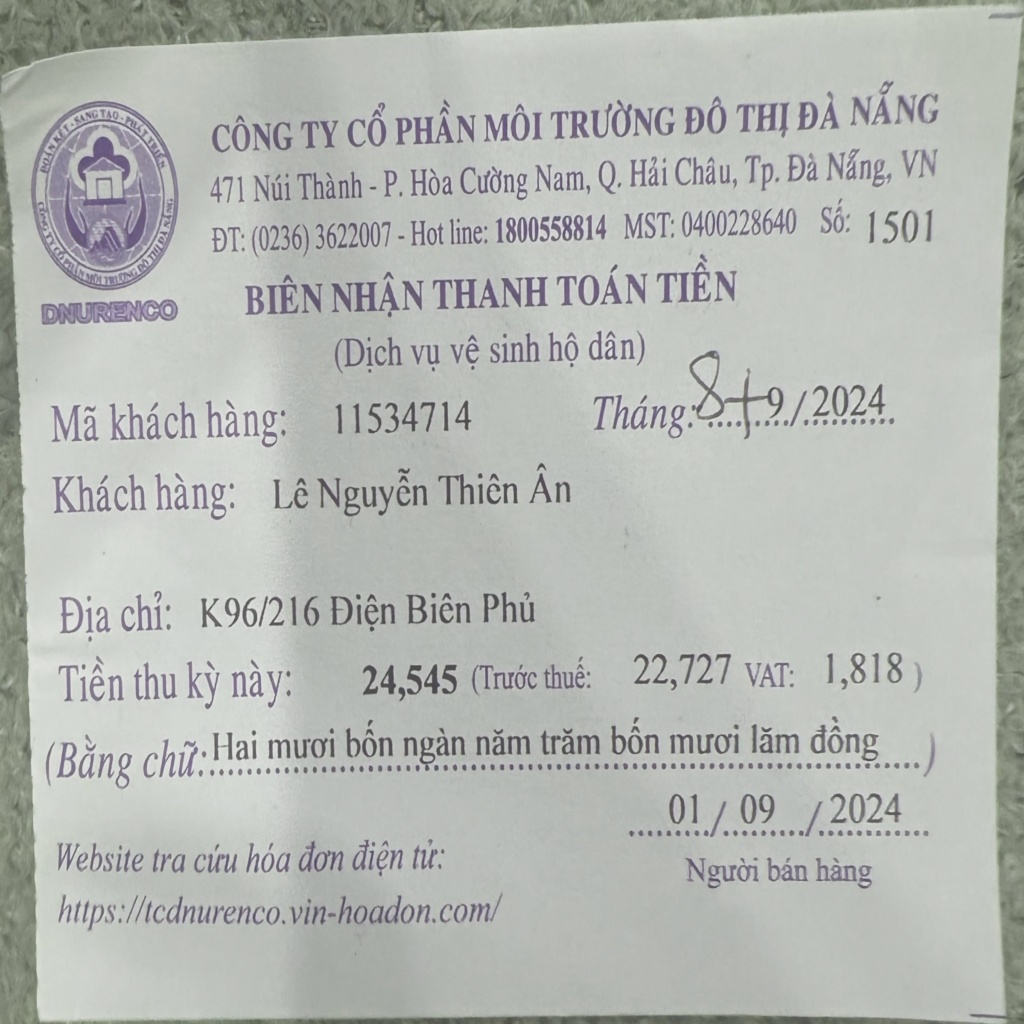 ĐOÀN KẾT - SANG TẠO - PHÁT TRIỂN
CÔNG TY CỔ PHẦN MÔI TRƯỜNG ĐÔ THỊ ĐÀ NẴNG
DNURENCO
CÔNG TY CỔ PHẦN MÔI TRƯỜNG ĐÔ THỊ ĐÀ NẴNG
471 Núi Thành - P. Hòa Cường Nam, Q. Hải Châu, Tp. Đà Nẵng, VN
ĐT: (0236) 3622007 - Hot line: 1800558814 MST: 0400228640 Số: 1501
BIÊN NHẬN THANH TOÁN TIỀN
(Dịch vụ vệ sinh hộ dân)
Mã khách hàng: 11534714 Tháng: 8+9/2024
Khách hàng: Lê Nguyễn Thiên Ân
Địa chỉ: K96/216 Điện Biên Phủ
Tiền thu kỳ này: 24,545 (Trước thuế: 22,727 VAT: 1,818 )
(Bằng chữ: Hai mươi bốn ngàn năm trăm bốn mươi lăm đồng )
01 / 09 / 2024
Người bán hàng
Website tra cứu hóa đơn điện tử:
https://tcdnurenco.vin-hoadon.com/